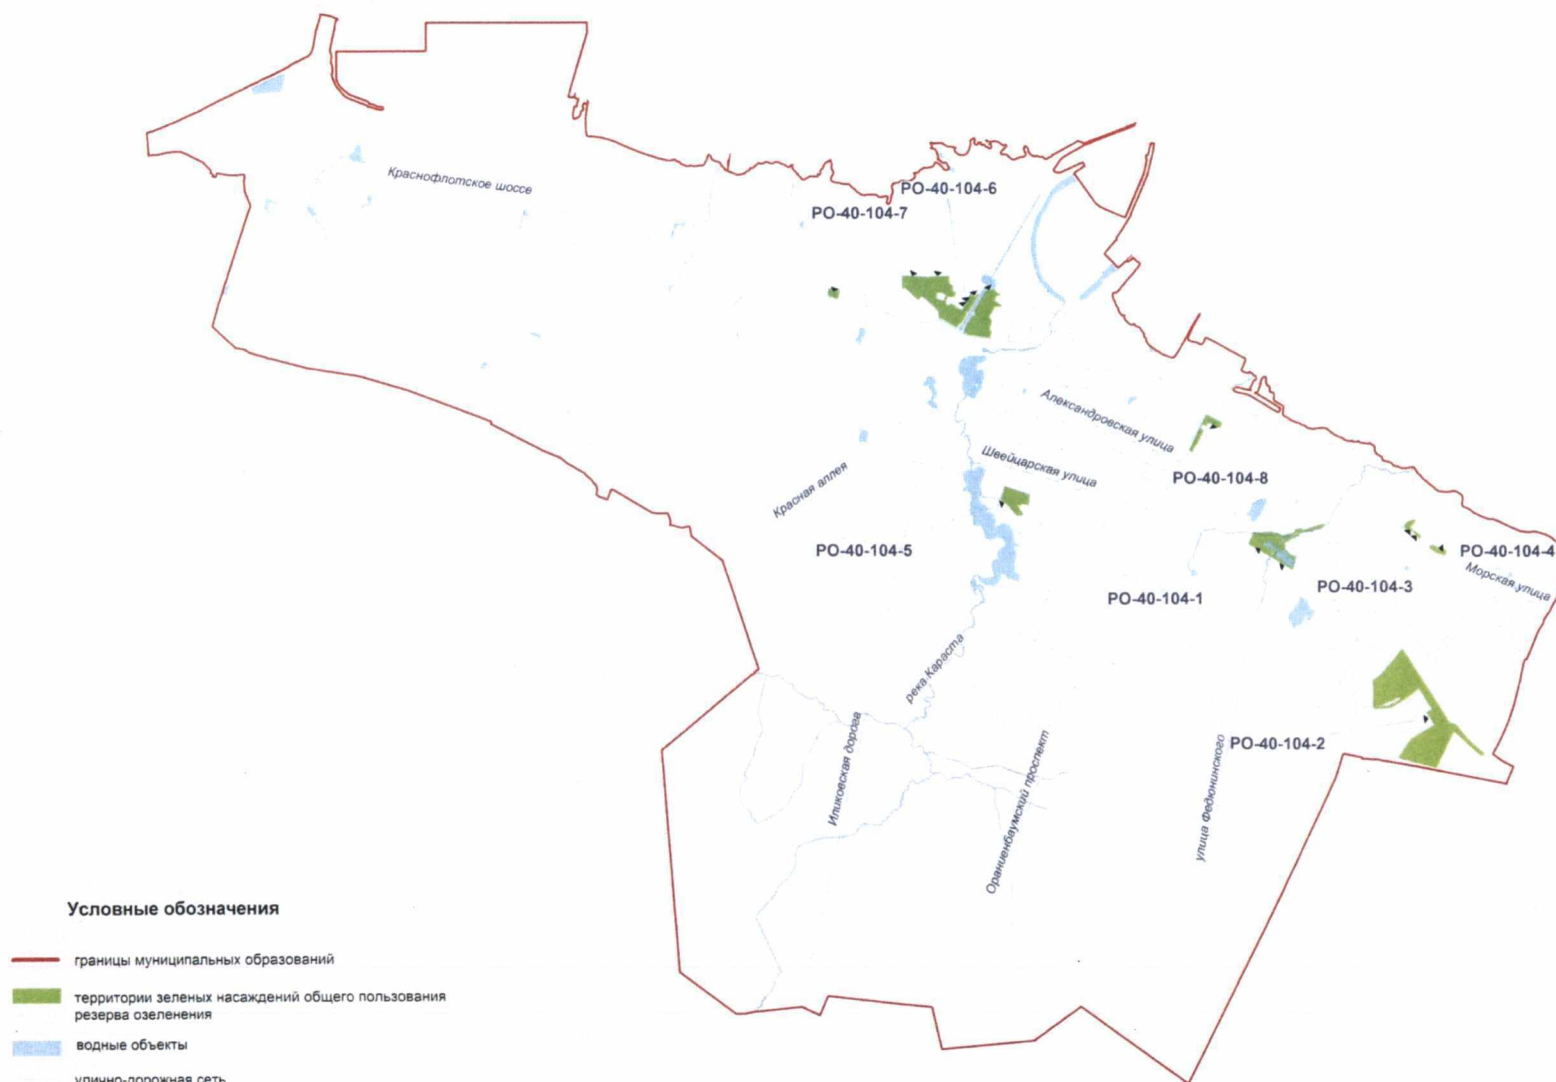 Краснофлотское шоссе
РО-40-104-6
РО-40-104-7
Александровская улица
Швейцарская улица
РО-40-104-8
Красная аллея
РО-40-104-5
РО-40-104-4
Морская улица
РО-40-104-3
РО-40-104-1
река Караста
Иликовская дорога
Ораниенбаумский проспект
улица Федюнинского
РО-40-104-2
Условные обозначения
границы муниципальных образований
территории зеленых насаждений общего пользования
резерва озеленения
водные объекты
улично-дорожная сеть